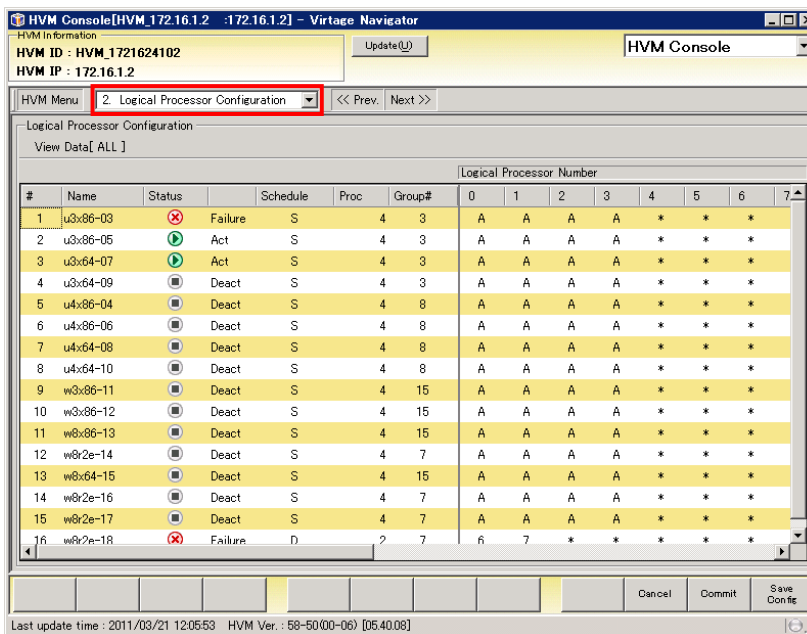 HVM Console[HVM_172.16.1.2 :172.16.1.2] - Virtage Navigator
HVM Information
HVM ID : HVM_1721624102
HVM IP : 172.16.1.2
Update(U)
HVM Console
HVM Menu 2. Logical Processor Configuration << Prev. Next >>
Logical Processor Configuration
View Data[ ALL ]
Logical Processor Number
# Name Status Schedule Proc Group# 0 1 2 3 4 5 6 7
1 u3x86-03 Failure S 4 3 A A A A * * *
2 u3x86-05 Act S 4 3 A A A A * * *
3 u3x64-07 Act S 4 3 A A A A * * *
4 u3x64-09 Deact S 4 3 A A A A * * *
5 u4x86-04 Deact S 4 8 A A A A * * *
6 u4x86-06 Deact S 4 8 A A A A * * *
7 u4x64-08 Deact S 4 8 A A A A * * *
8 u4x64-10 Deact S 4 8 A A A A * * *
9 w3x86-11 Deact S 4 15 A A A A * * *
10 w3x86-12 Deact S 4 15 A A A A * * *
11 w8x86-13 Deact S 4 15 A A A A * * *
12 w8r2e-14 Deact S 4 7 A A A A * * *
13 w8x64-15 Deact S 4 15 A A A A * * *
14 w8r2e-16 Deact S 4 7 A A A A * * *
15 w8r2e-17 Deact S 4 7 A A A A * * *
16 w8r2e-18 Failure D 2 7 6 7 * * * * *
Cancel Commit Save Config
Last update time : 2011/03/21 12:05:53 HVM Ver. : 58-50(00-06) [05.40.08]